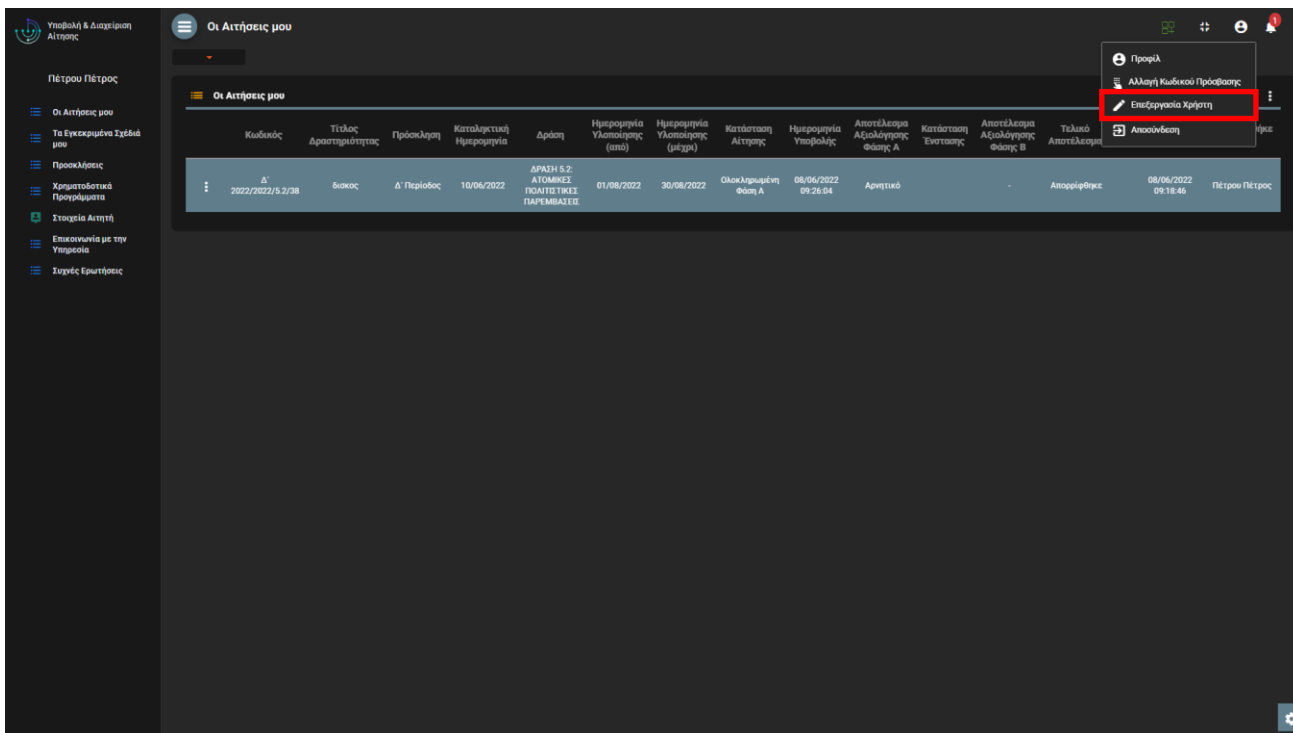 Υποβολή & Διαχείριση
Αίτησης
Οι Αιτήσεις μου
1
Πέτρου Πέτρος
Οι Αιτήσεις μου
Τα Εγκεκριμένα Σχέδιά
μου
Προσκλήσεις
Χρηματοδοτικά
Προγράμματα
Στοιχεία Αιτητή
Επικοινωνία με την
Υπηρεσία
Συχνές Ερωτήσεις
Προφίλ
Αλλαγή Κωδικού Πρόσβασης
Επεξεργασία Χρήστη
Αποσύνδεση
Οι Αιτήσεις μου
Κωδικός
Τίτλος
Δραστηριότητας
Πρόσκληση
Καταληκτική
Ημερομηνία
Δράση
Ημερομηνία
Υλοποίησης
(από)
Ημερομηνία
Υλοποίησης
(μέχρι)
Κατάσταση
Αίτησης
Ημερομηνία
Υποβολής
Αποτέλεσμα
Αξιολόγησης
Φάσης Α
Κατάσταση
Ένστασης
Αποτέλεσμα
Αξιολόγησης
Φάσης Β
Τελικό
Αποτέλεσμα
Δ΄
2022/2022/5.2/38
δισκος
Δ΄ Περίοδος
10/06/2022
ΔΡΑΣΗ 5.2:
ΑΤΟΜΙΚΕΣ
ΠΟΛΙΤΙΣΤΙΚΕΣ
ΠΑΡΕΜΒΑΣΕΙΣ
01/08/2022
30/08/2022
Ολοκληρωμένη
Φάση Α
08/06/2022
09:26:04
Αρνητικό
-
Απορρίφθηκε
08/06/2022
09:18:46
Πέτρου Πέτρος